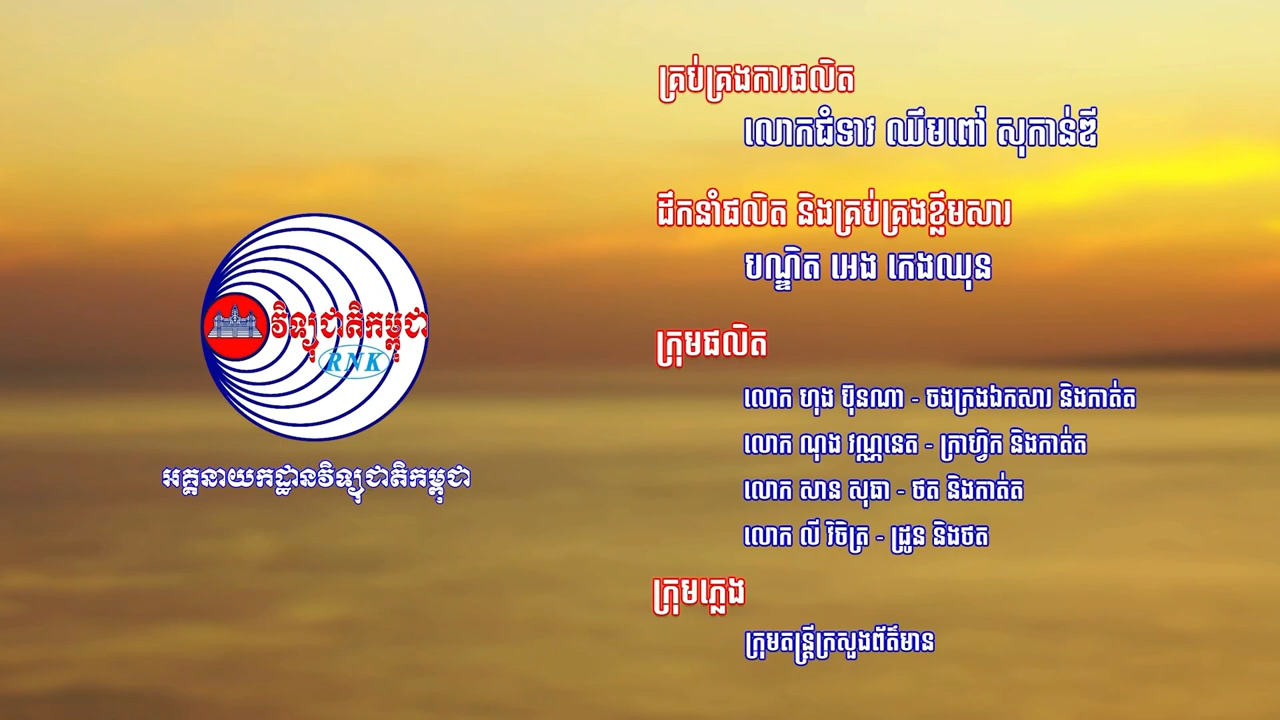 វិទ្យុជាតិកម្ពុជា
RNK
អគ្គនាយកដ្ឋានវិទ្យុជាតិកម្ពុជា
គ្រប់គ្រងការផលិត
លោកជំទាវ ឈឹមពៅ សុកាន់ឌី
ដឹកនាំផលិត និងគ្រប់គ្រងខ្លឹមសារ
បណ្ឌិត អេង កេងឈុន
ក្រុមផលិត
លោក ហុង ប៊ុនណា - ចងក្រងឯកសារ និងកាត់ត
លោក ណុង វណ្ណនេត - ក្រាហ្វិក និងកាត់ត
លោក សាន សុធា - ថត និងកាត់ត
លោក លី វិចិត្រ - ដ្រូន និងថត
ក្រុមភ្លេង
ក្រុមតន្ត្រីក្រសួងព័ត៌មាន